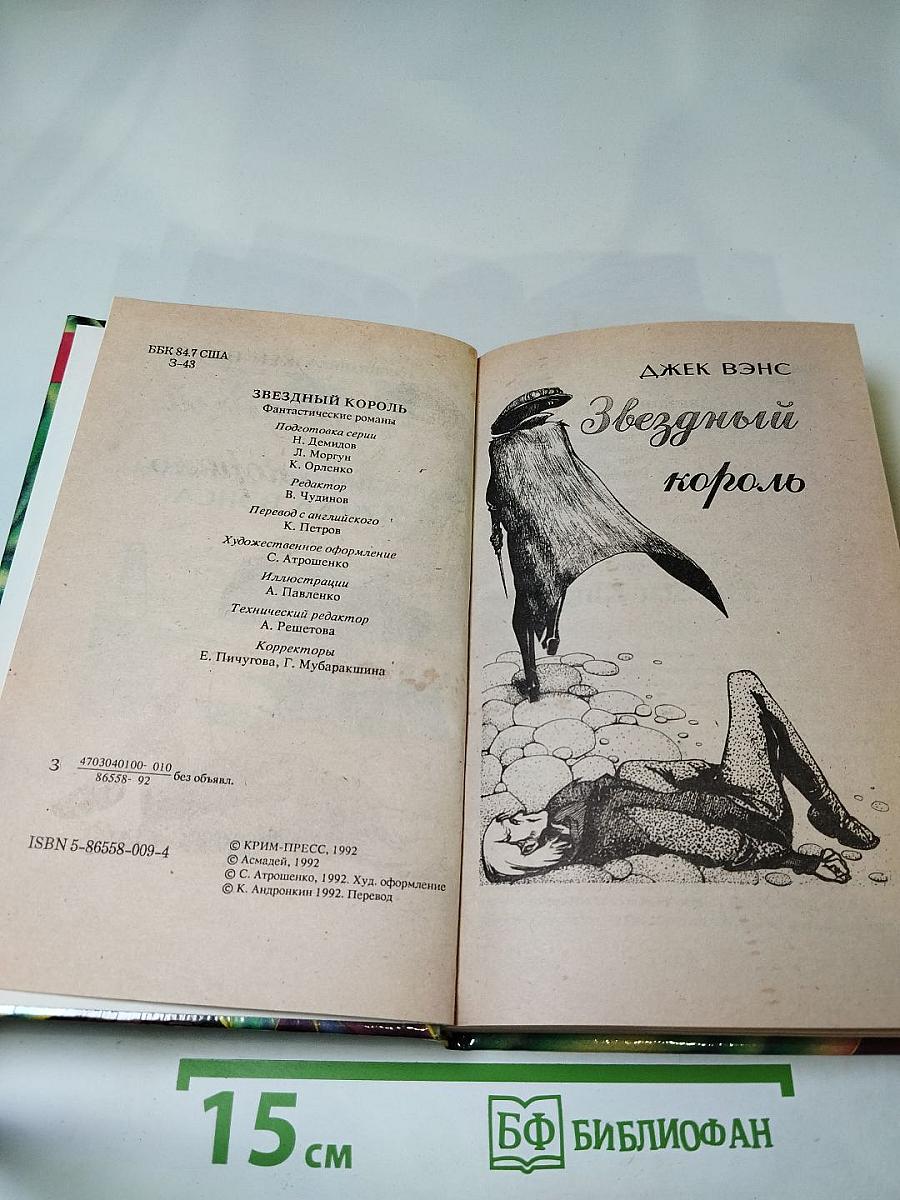 ББК 84.7 США
З-43
ЗВЕЗДНЫЙ КОРОЛЬ
Фантастические романы
Подготовка серии
Н. Демидов
Л. Моргун
К. Орленко
Редактор
В. Чудинов
Перевод с английского
К. Петров
Художественное оформление
С. Атрошенко
Иллюстрации
А. Павленко
Технический редактор
А. Решетова
Корректоры
Е. Пичугова, Г. Мубаракшина
З 4703040100- 010
86558- 92 без объявл.
ISBN 5-86558-009-4
© КРИМ-ПРЕСС, 1992
© Асмадей, 1992
© С. Атрошенко, 1992. Худ. оформление
© К. Андронкин 1992. Перевод
ДЖЕК ВЭНС
Звездный
король
15 см
БФ БИБЛИОФАН